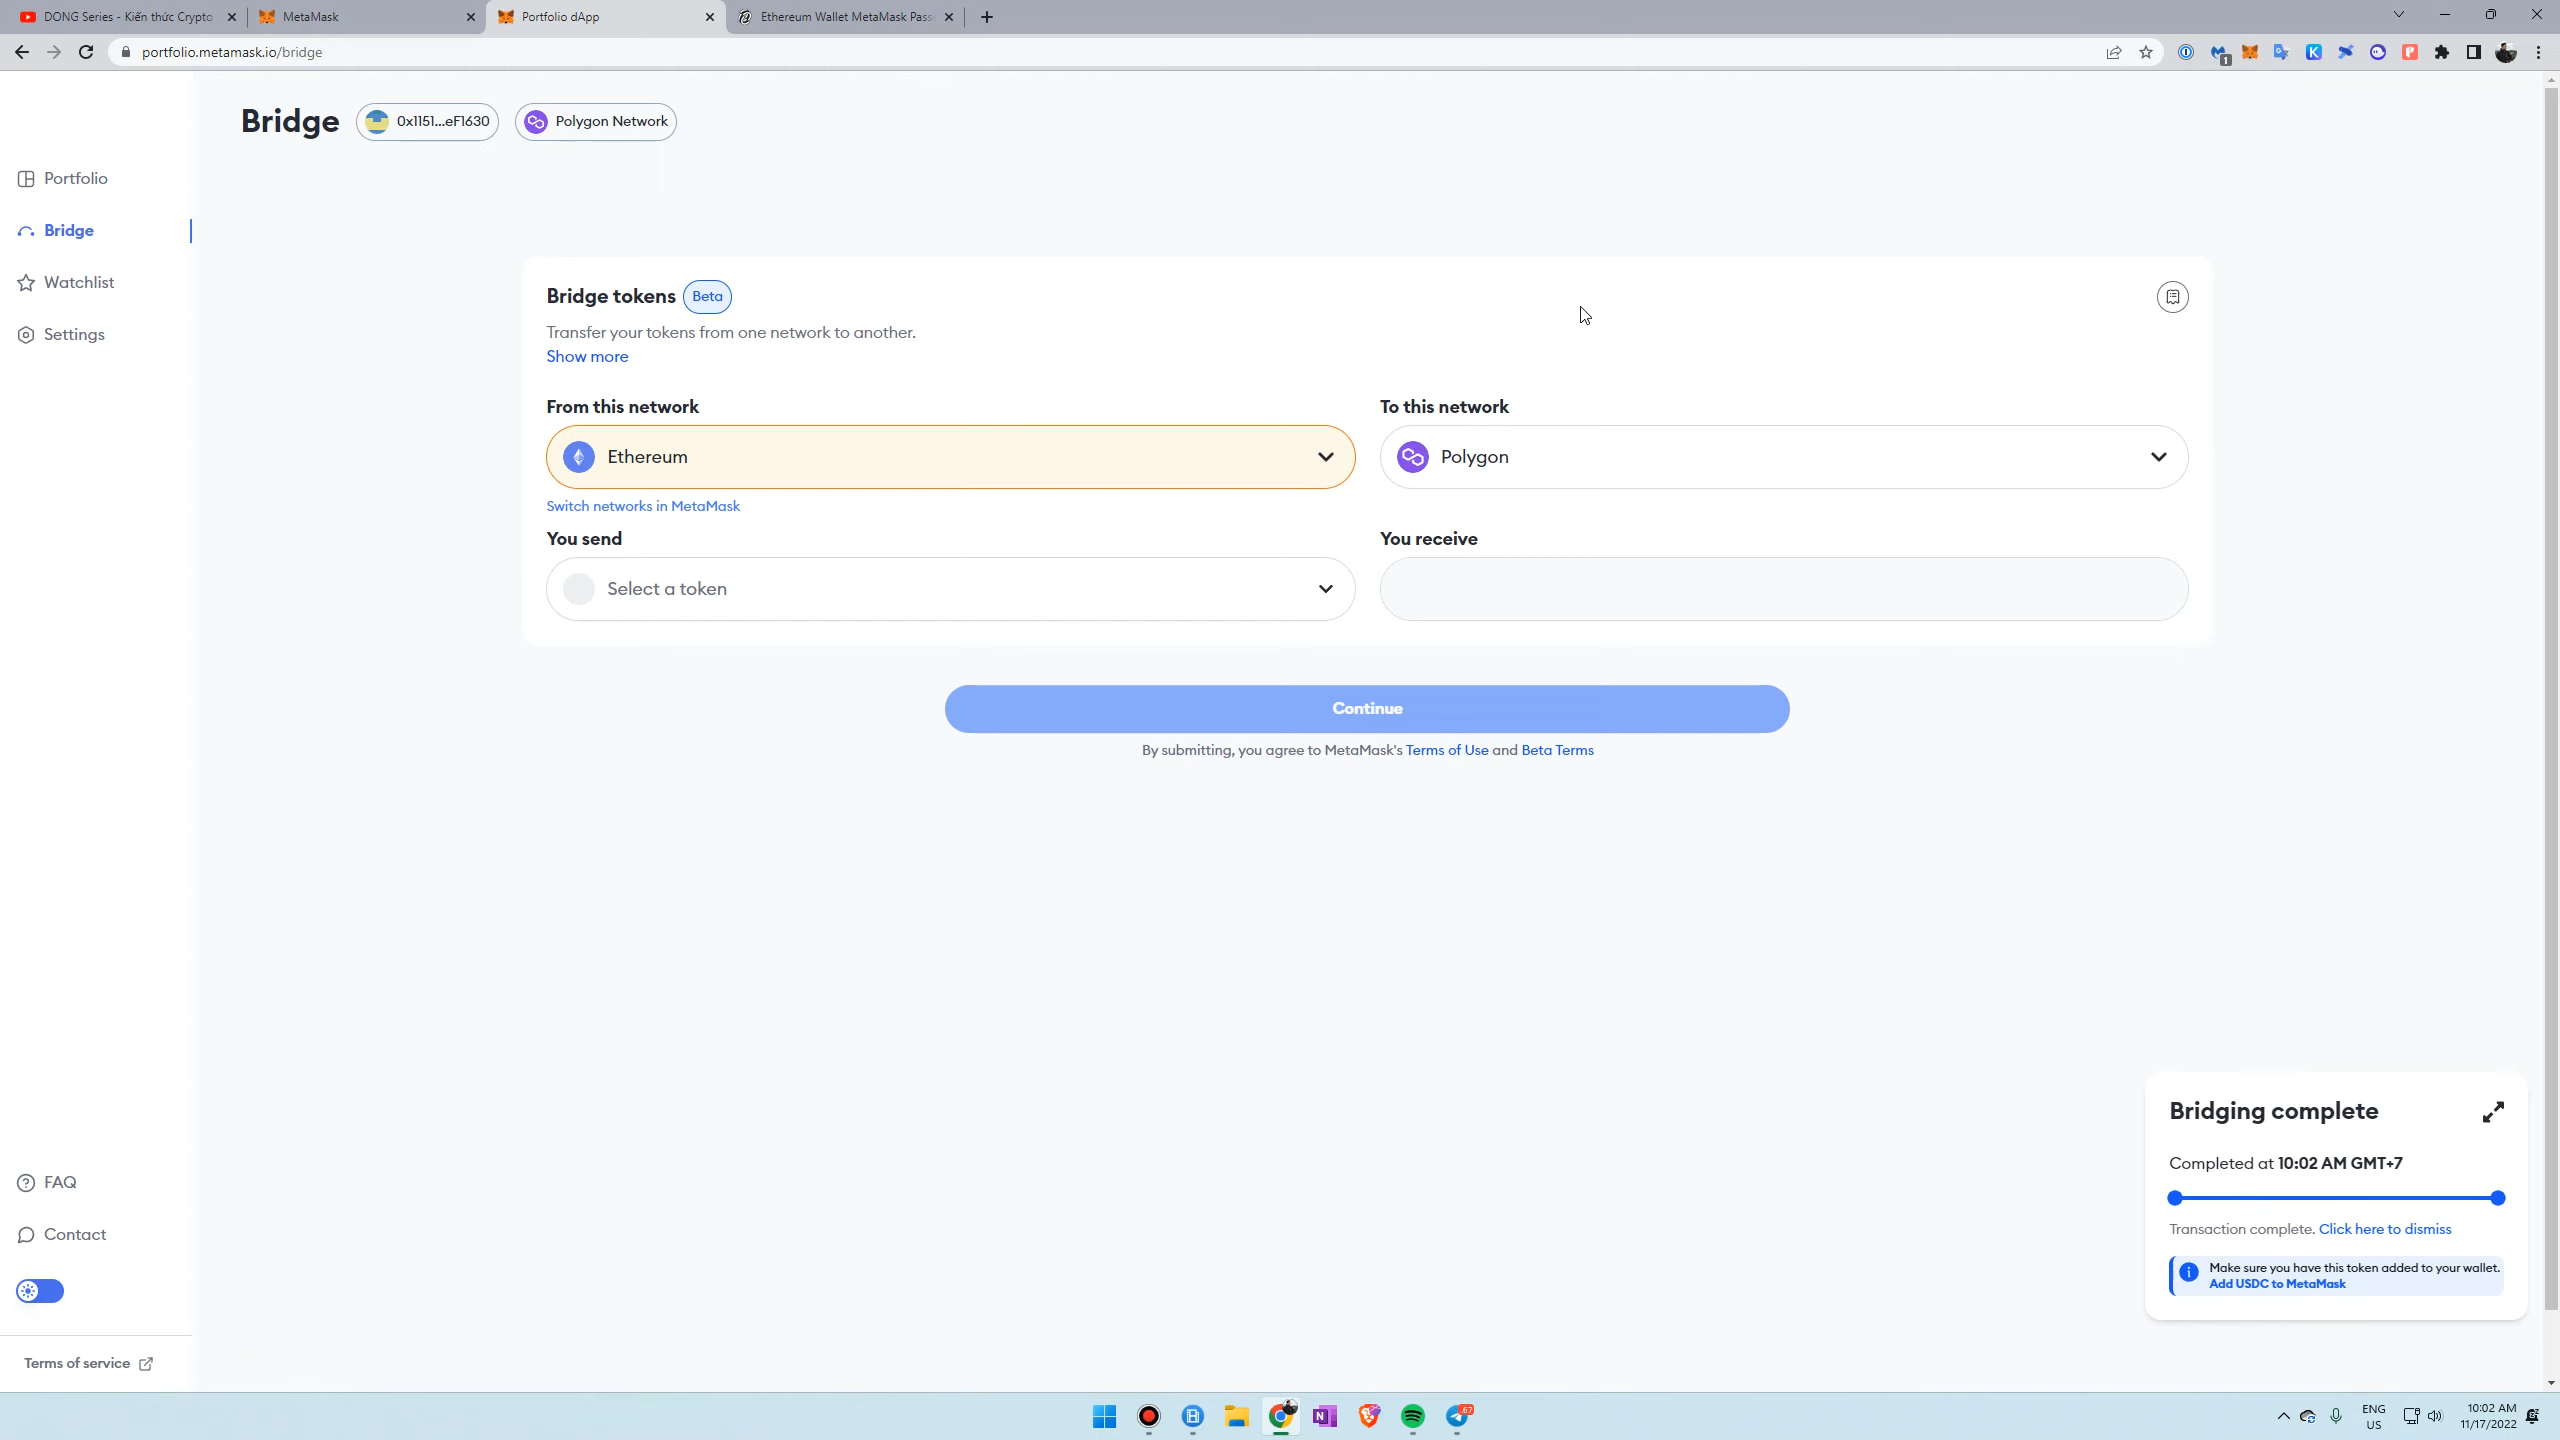 DONG Series - Kiến thức Crypto
MetaMask
Portfolio dApp
Ethereum Wallet MetaMask Pass
portfolio.metamask.io/bridge
1
Bridge
0x1151...eF1630
Polygon Network
Portfolio
Bridge
Watchlist
Settings
Bridge tokens
Beta
Transfer your tokens from one network to another.
Show more
From this network
To this network
Ethereum
Polygon
Switch networks in MetaMask
You send
You receive
Select a token
Continue
By submitting, you agree to MetaMask's Terms of Use and Beta Terms
Bridging complete
Completed at 10:02 AM GMT+7
Transaction complete. Click here to dismiss
Make sure you have this token added to your wallet.
Add USDC to MetaMask
FAQ
Contact
Terms of service
67
ENG
US
10:02 AM
11/17/2022